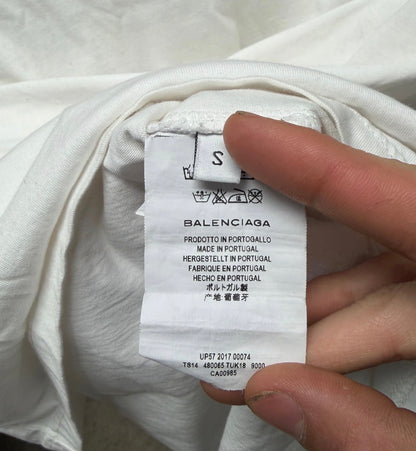 S
BALENCIAGA
PRODOTTO IN PORTOGALLO
MADE IN PORTUGAL
HERGESTELLT IN PORTUGAL
FABRIQUE EN PORTUGAL
HECHO EN PORTUGAL
ポルトガル製
产地:葡萄牙
UP57 2017 00074
T814 480065 TUK18 9000
CA00985